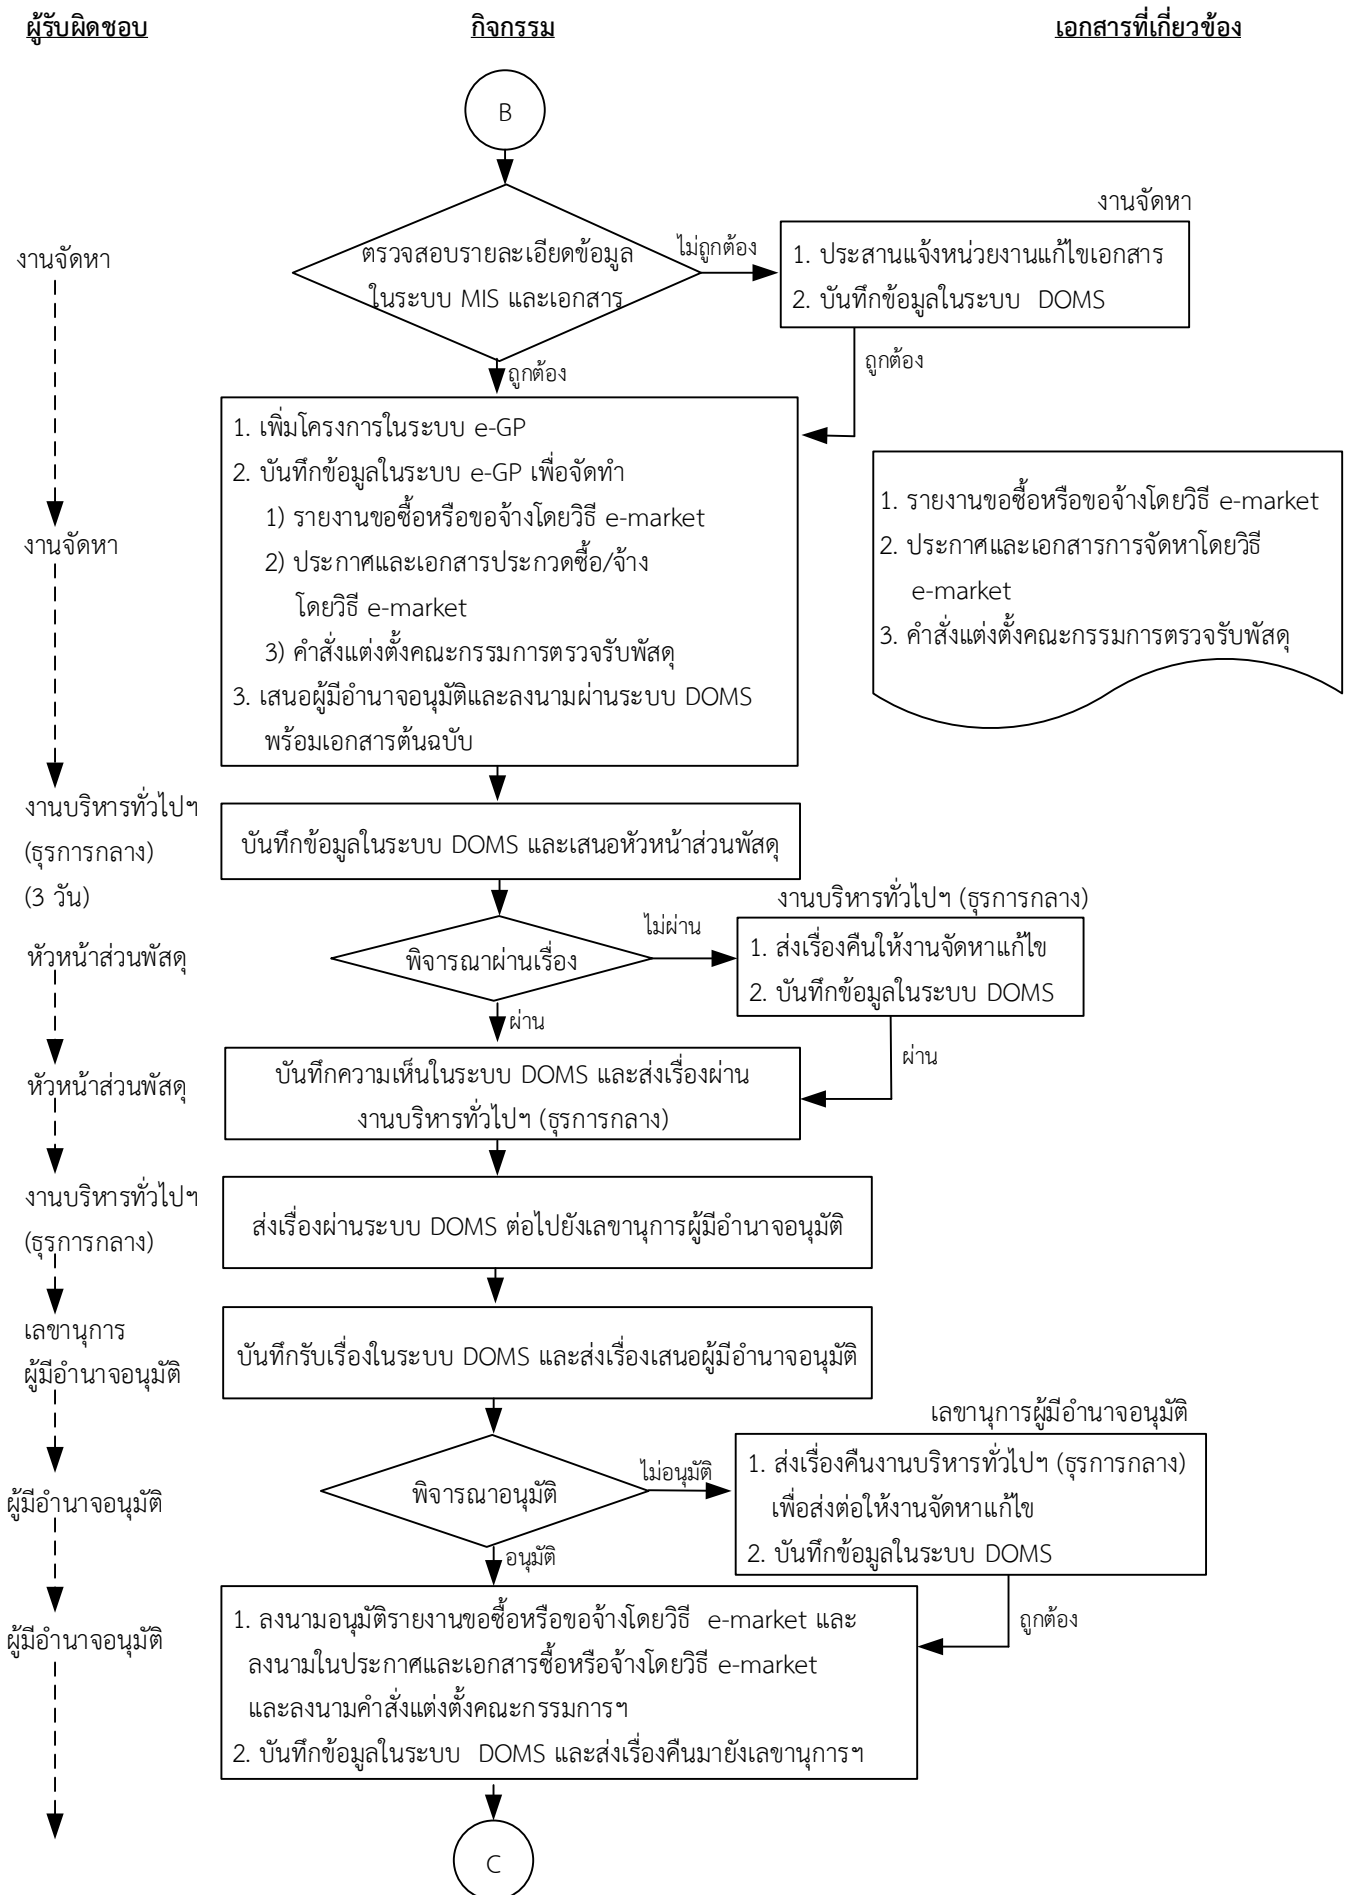 ผู้รับผิดชอบ
กิจกรรม
เอกสารที่เกี่ยวข้อง
B
งานจัดหา
ตรวจสอบรายละเอียดข้อมูล
ในระบบ MIS และเอกสาร
ไม่ถูกต้อง
งานจัดหา
1. ประสานแจ้งหน่วยงานแก้ไขเอกสาร
2. บันทึกข้อมูลในระบบ DOMS
ถูกต้อง
ถูกต้อง
งานจัดหา
1. เพิ่มโครงการในระบบ e-GP
2. บันทึกข้อมูลในระบบ e-GP เพื่อจัดทำ
1) รายงานขอซื้อหรือขอจ้างโดยวิธี e-market
2) ประกาศและเอกสารประกวดซื้อ/จ้าง
โดยวิธี e-market
3) คำสั่งแต่งตั้งคณะกรรมการตรวจรับพัสดุ
3. เสนอผู้มีอำนาจอนุมัติและลงนามผ่านระบบ DOMS
พร้อมเอกสารต้นฉบับ
1. รายงานขอซื้อหรือขอจ้างโดยวิธี e-market
2. ประกาศและเอกสารการจัดหาโดยวิธี
e-market
3. คำสั่งแต่งตั้งคณะกรรมการตรวจรับพัสดุ
งานบริหารทั่วไปฯ
(ธุรการกลาง)
(3 วัน)
บันทึกข้อมูลในระบบ DOMS และเสนอหัวหน้าส่วนพัสดุ
หัวหน้าส่วนพัสดุ
พิจารณาผ่านเรื่อง
ไม่ผ่าน
งานบริหารทั่วไปฯ (ธุรการกลาง)
1. ส่งเรื่องคืนให้งานจัดหาแก้ไข
2. บันทึกข้อมูลในระบบ DOMS
ผ่าน
ผ่าน
หัวหน้าส่วนพัสดุ
บันทึกความเห็นในระบบ DOMS และส่งเรื่องผ่าน
งานบริหารทั่วไปฯ (ธุรการกลาง)
งานบริหารทั่วไปฯ
(ธุรการกลาง)
ส่งเรื่องผ่านระบบ DOMS ต่อไปยังเลขานุการผู้มีอำนาจอนุมัติ
เลขานุการ
ผู้มีอำนาจอนุมัติ
บันทึกรับเรื่องในระบบ DOMS และส่งเรื่องเสนอผู้มีอำนาจอนุมัติ
ผู้มีอำนาจอนุมัติ
พิจารณาอนุมัติ
ไม่อนุมัติ
เลขานุการผู้มีอำนาจอนุมัติ
1. ส่งเรื่องคืนงานบริหารทั่วไปฯ (ธุรการกลาง)
เพื่อส่งต่อให้งานจัดหาแก้ไข
2. บันทึกข้อมูลในระบบ DOMS
อนุมัติ
ถูกต้อง
ผู้มีอำนาจอนุมัติ
1. ลงนามอนุมัติรายงานขอซื้อหรือขอจ้างโดยวิธี e-market และ
ลงนามในประกาศและเอกสารซื้อหรือจ้างโดยวิธี e-market
และลงนามคำสั่งแต่งตั้งคณะกรรมการฯ
2. บันทึกข้อมูลในระบบ DOMS และส่งเรื่องคืนมายังเลขานุการฯ
C